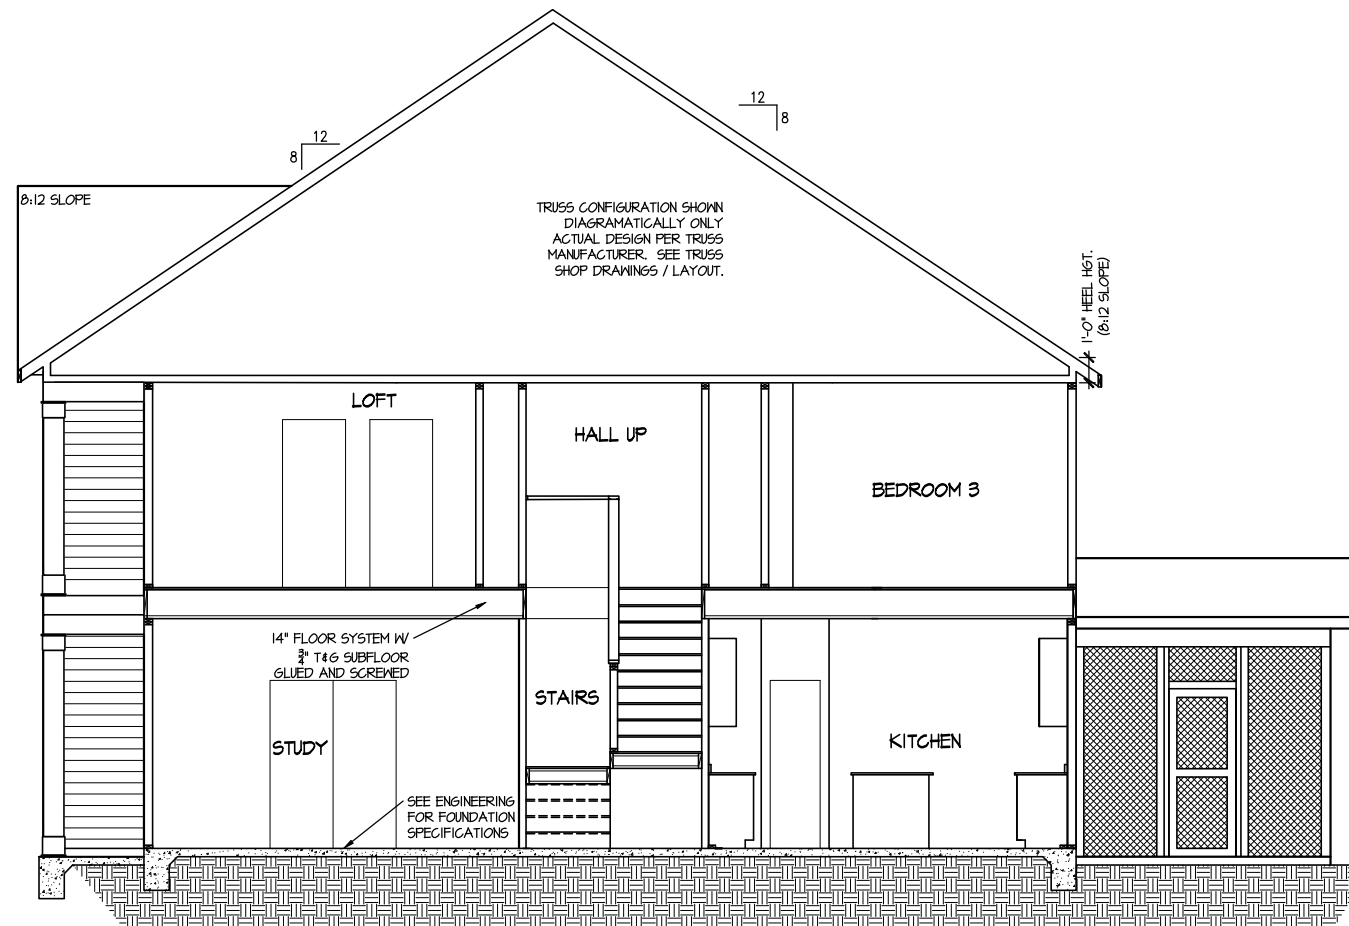 12
8
12
8
8:12 SLOPE
TRUSS CONFIGURATION SHOWN
DIAGRAMATICALLY ONLY
ACTUAL DESIGN PER TRUSS
MANUFACTURER. SEE TRUSS
SHOP DRAWINGS / LAYOUT.
1'-0" HEEL HGT.
(8:12 SLOPE)
LOFT
HALL UP
BEDROOM 3
14" FLOOR SYSTEM W/
3/4" T&G SUBFLOOR
GLUED AND SCREWED
STAIRS
STUDY
KITCHEN
SEE ENGINEERING
FOR FOUNDATION
SPECIFICATIONS